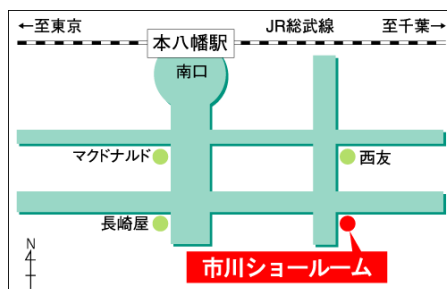 ←至東京
本八幡駅
JR総武線
至千葉→
南口
マクドナルド
西友
長崎屋
市川ショールーム
N